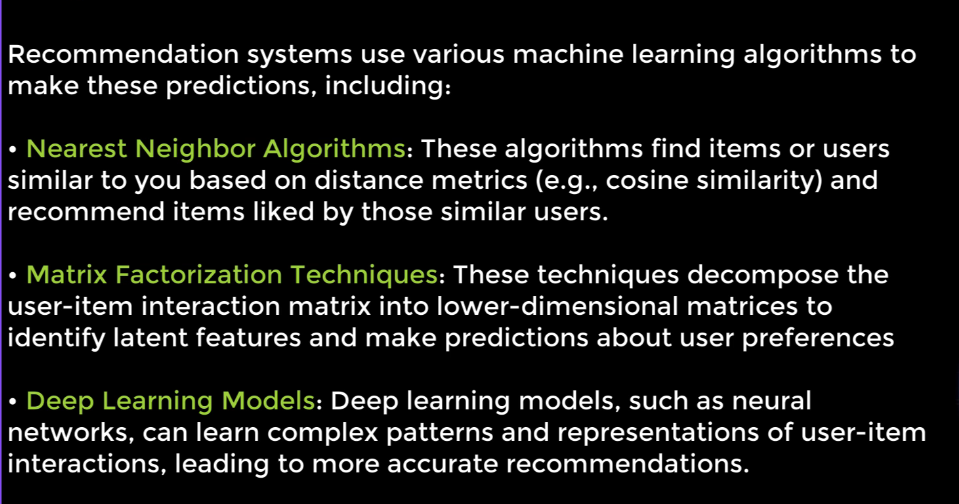 Recommendation systems use various machine learning algorithms to
make these predictions, including:
• Nearest Neighbor Algorithms: These algorithms find items or users
similar to you based on distance metrics (e.g., cosine similarity) and
recommend items liked by those similar users.
• Matrix Factorization Techniques: These techniques decompose the
user-item interaction matrix into lower-dimensional matrices to
identify latent features and make predictions about user preferences
• Deep Learning Models: Deep learning models, such as neural
networks, can learn complex patterns and representations of user-item
interactions, leading to more accurate recommendations.